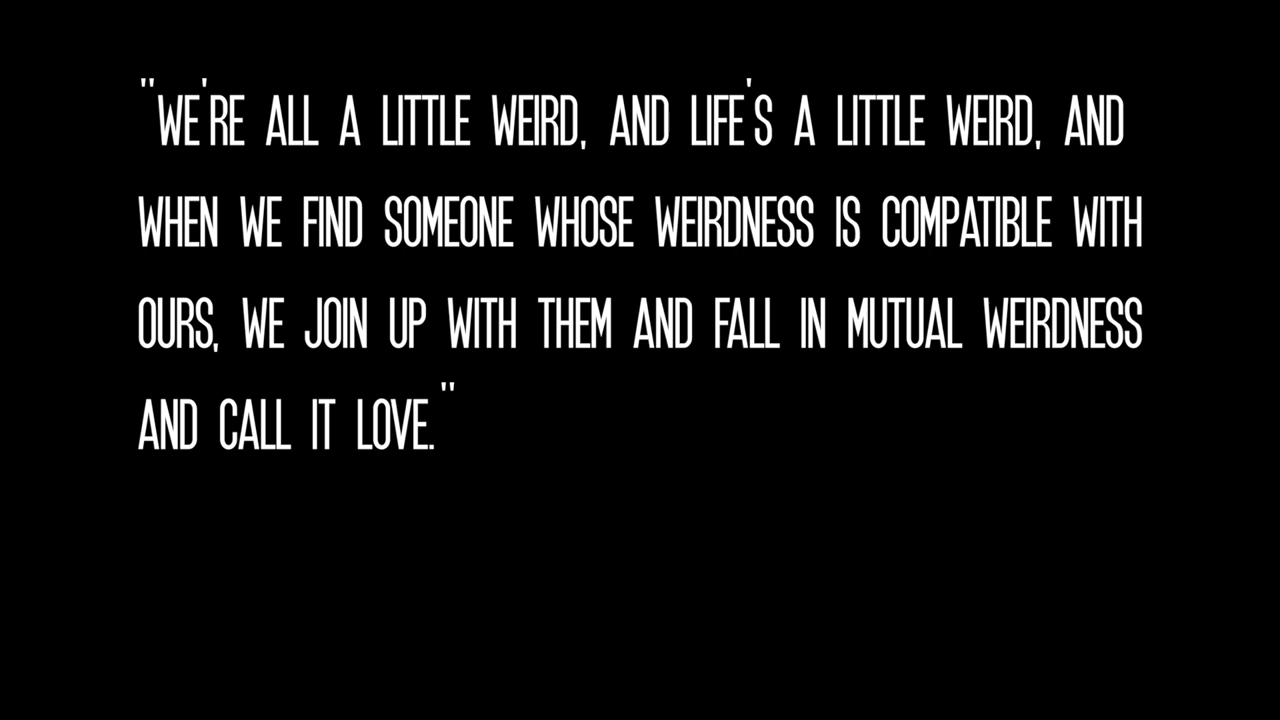 "WE'RE ALL A LITTLE WEIRD, AND LIFE'S A LITTLE WEIRD, AND
WHEN WE FIND SOMEONE WHOSE WEIRDNESS IS COMPATIBLE WITH
OURS, WE JOIN UP WITH THEM AND FALL IN MUTUAL WEIRDNESS
AND CALL IT LOVE."